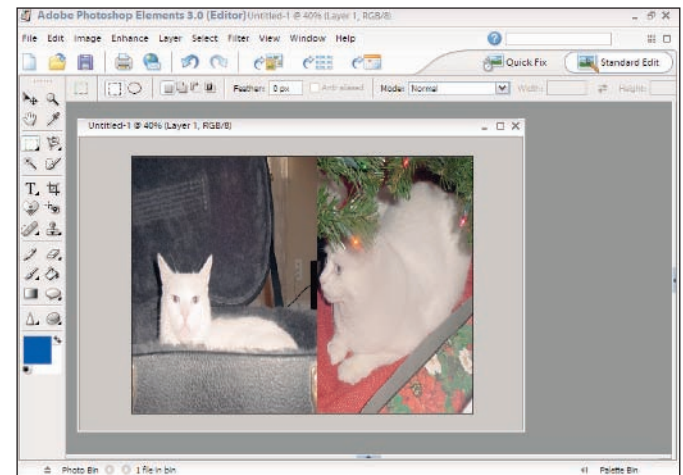 Adobe Photoshop Elements 3.0 (Editor) Untitled-1 @ 40% (Layer 1, RGB/8)
File Edit Image Enhance Layer Select Filter View Window Help
Quick Fix Standard Edit
Feather: 0 px Anti-aliased Mode: Normal Width: Height:
Untitled-1 @ 40% (Layer 1, RGB/8)
T
Photo Bin 1 file in bin Palette Bin